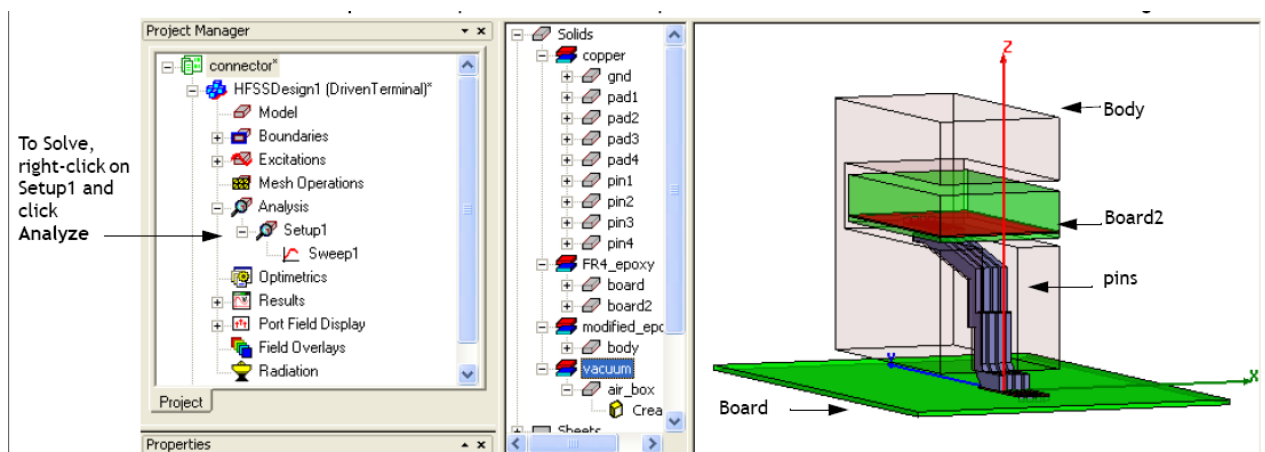 To Solve,
right-click on
Setup1 and
click
Analyze
Project Manager
connector*
HFSSDesign1 (DrivenTerminal)*
Model
Boundaries
Excitations
Mesh Operations
Analysis
Setup1
Sweep1
Optimetrics
Results
Port Field Display
Field Overlays
Radiation
Project
Properties
Solids
copper
gnd
pad1
pad2
pad3
pad4
pin1
pin2
pin3
pin4
FR4_epoxy
board
board2
modified_epo
body
vacuum
air_box
Crea
Sheets
Z
Body
Board2
pins
X
Board